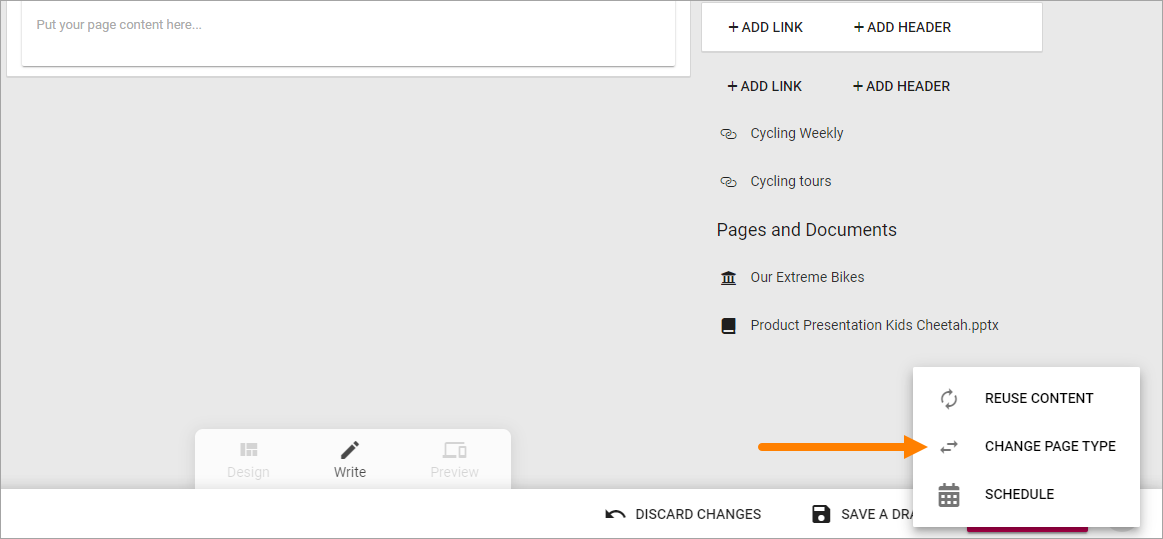 Put your page content here...
+ ADD LINK + ADD HEADER
+ ADD LINK + ADD HEADER
Cycling Weekly
Cycling tours
Pages and Documents
Our Extreme Bikes
Product Presentation Kids Cheetah.pptx
REUSE CONTENT
CHANGE PAGE TYPE
SCHEDULE
Design Write Preview
DISCARD CHANGES SAVE A DRA